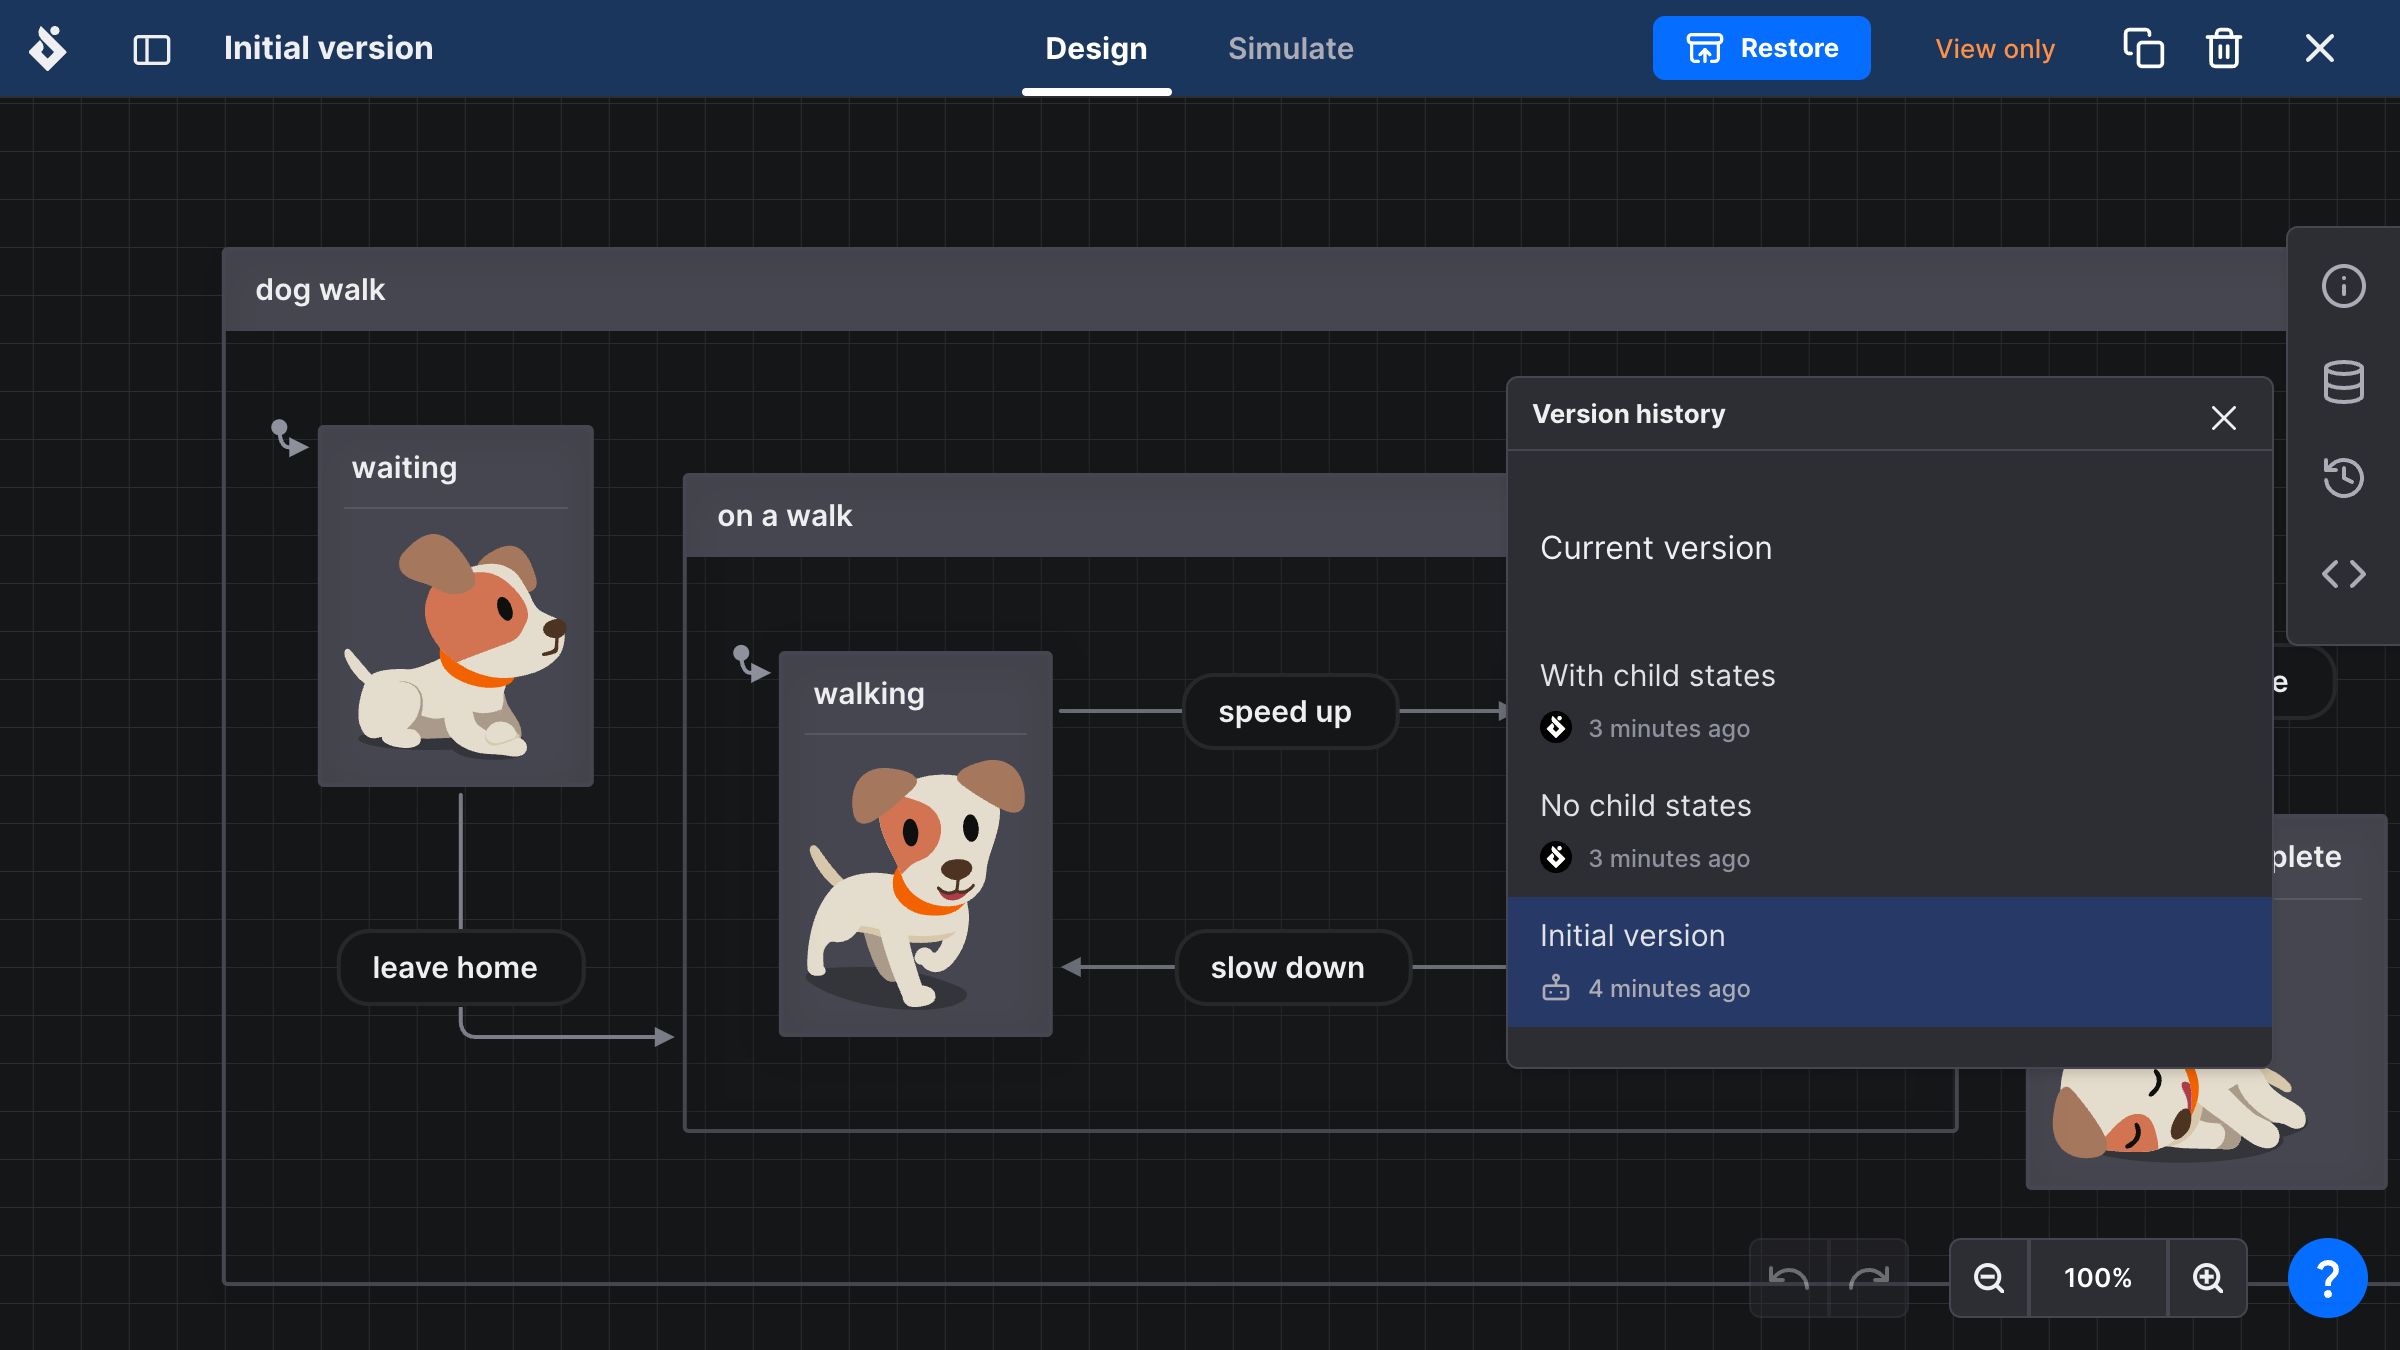 Initial version
Design
Simulate
Restore
View only
dog walk
waiting
on a walk
walking
speed up
leave home
slow down
Version history
Current version
With child states
3 minutes ago
No child states
3 minutes ago
Initial version
4 minutes ago
e
plete
100%
?